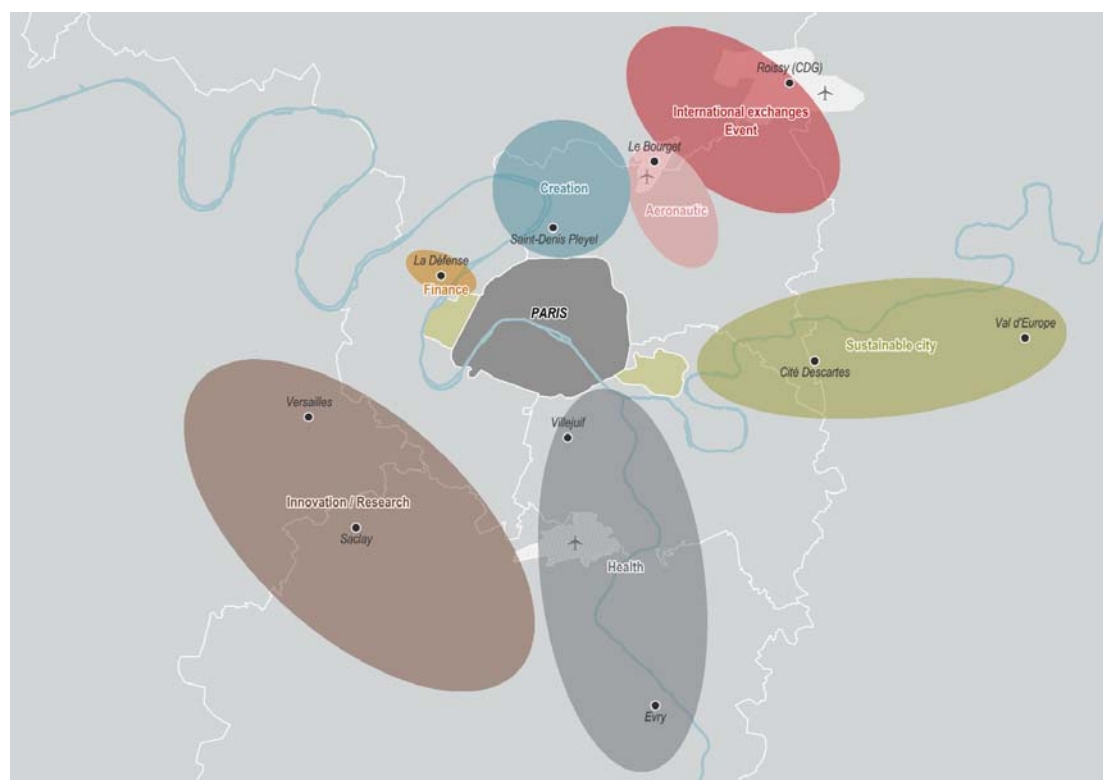 Roissy (CDG)
International exchanges
Event
Le Bourget
Creation
Aeronautic
Saint-Denis Pleyel
La Défense
Finance
PARIS
Val d'Europe
Sustainable city
Cité Descartes
Versailles
Villejuif
Innovation / Research
Saclay
Health
Evry